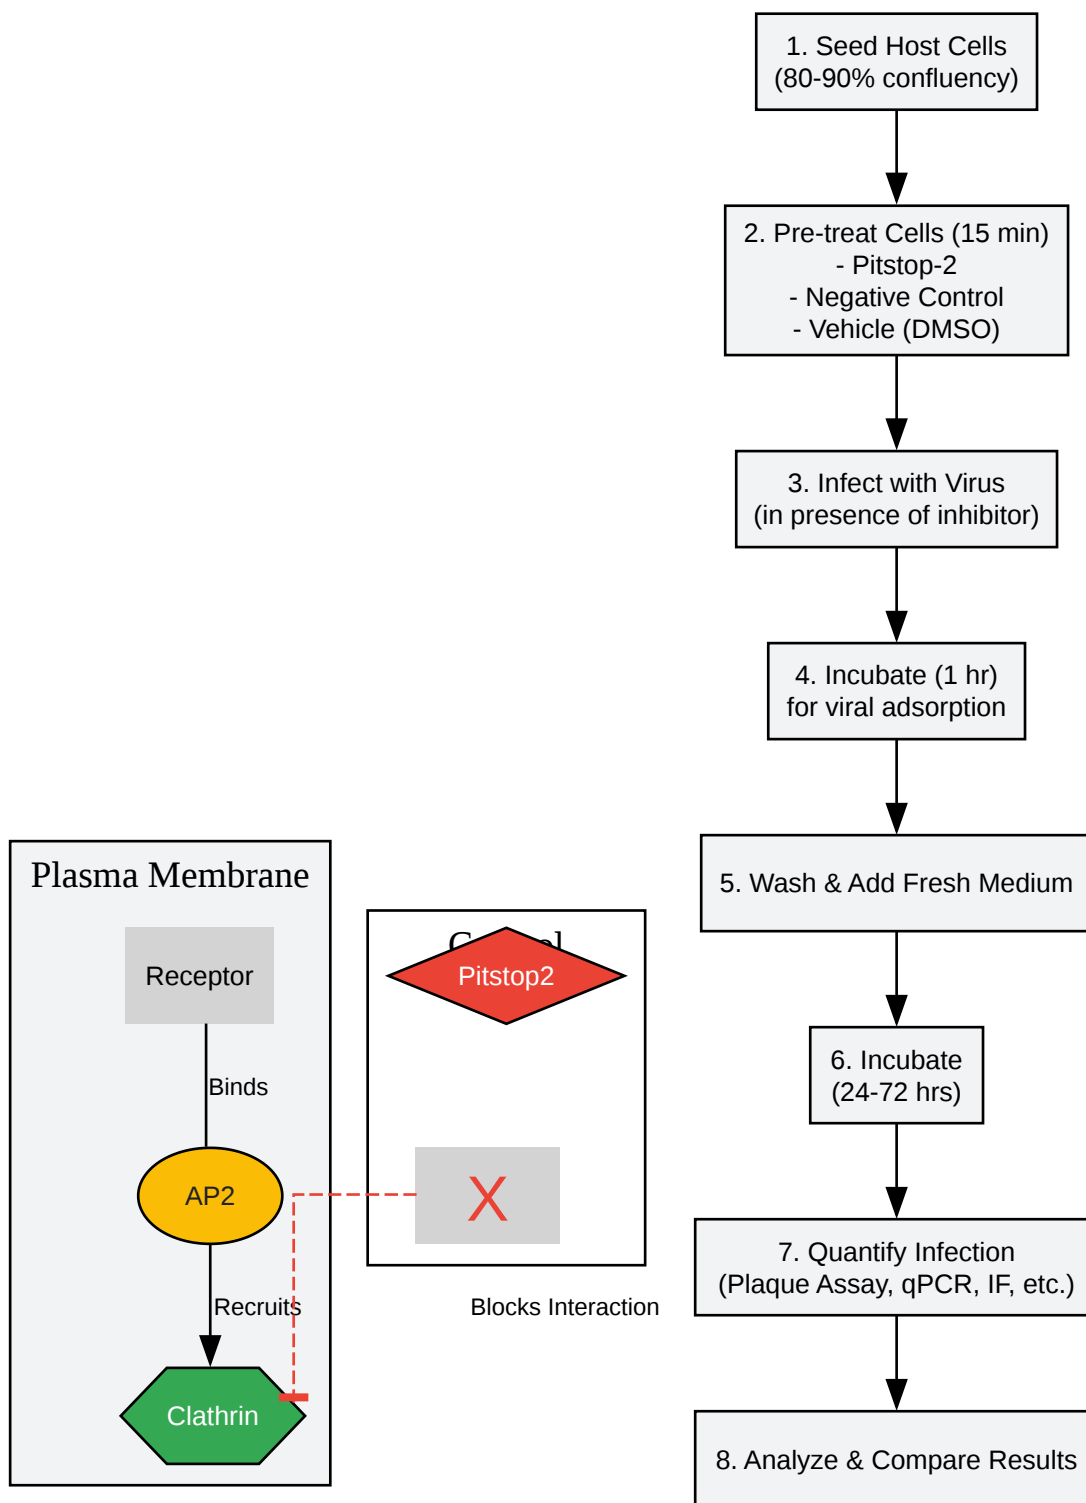 1. Seed Host Cells
(80-90% confluency)
2. Pre-treat Cells (15 min)
- Pitstop-2
- Negative Control
- Vehicle (DMSO)
3. Infect with Virus
(in presence of inhibitor)
4. Incubate (1 hr)
for viral adsorption
5. Wash & Add Fresh Medium
6. Incubate
(24-72 hrs)
7. Quantify Infection
(Plaque Assay, qPCR, IF, etc.)
8. Analyze & Compare Results
Plasma Membrane
Receptor
Binds
AP2
Recruits
Clathrin
Pitstop2
X
Blocks Interaction